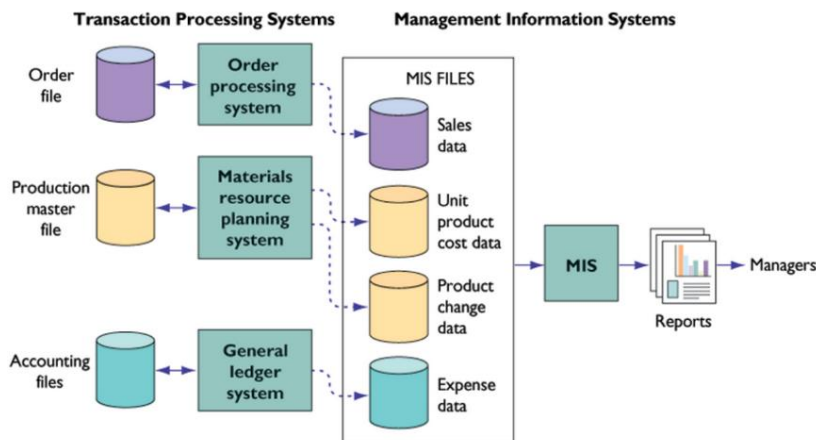 Transaction Processing Systems
Management Information Systems
Order
file
Order
processing
system
MIS FILES
Sales
data
Production
master
file
Materials
resource
planning
system
Unit
product
cost data
MIS
Managers
Product
change
data
Reports
Accounting
files
General
ledger
system
Expense
data